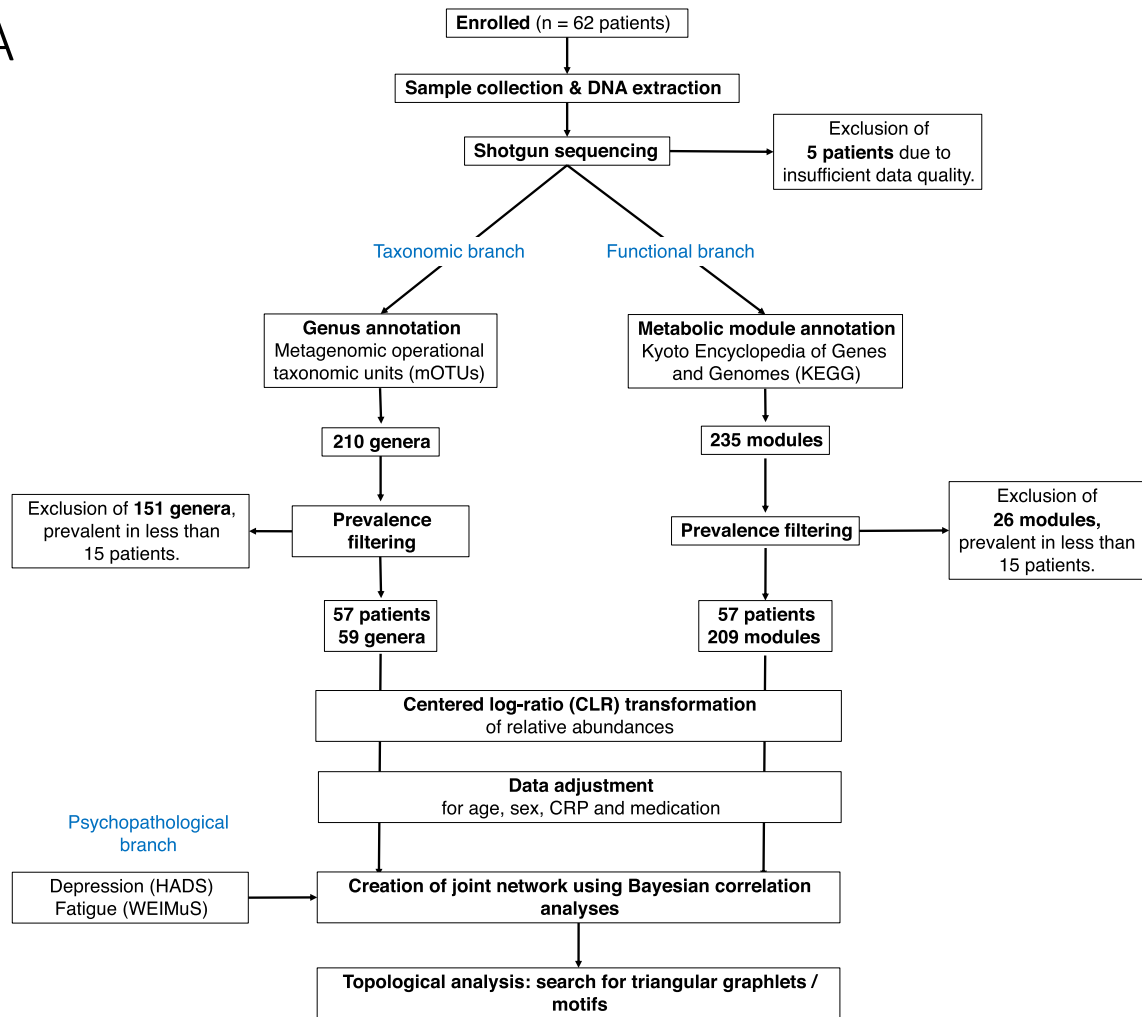 A
Enrolled (n = 62 patients)
Sample collection & DNA extraction
Shotgun sequencing
Exclusion of
5 patients due to
insufficient data quality.
Taxonomic branch
Functional branch
Genus annotation
Metagenomic operational
taxonomic units (mOTUs)
Metabolic module annotation
Kyoto Encyclopedia of Genes
and Genomes (KEGG)
210 genera
235 modules
Exclusion of 151 genera,
prevalent in less than
15 patients.
Prevalence
filtering
Prevalence filtering
Exclusion of
26 modules,
prevalent in less than
15 patients.
57 patients
59 genera
57 patients
209 modules
Centered log-ratio (CLR) transformation
of relative abundances
Data adjustment
for age, sex, CRP and medication
Psychopathological
branch
Depression (HADS)
Fatigue (WEIMuS)
Creation of joint network using Bayesian correlation
analyses
Topological analysis: search for triangular graphlets /
motifs